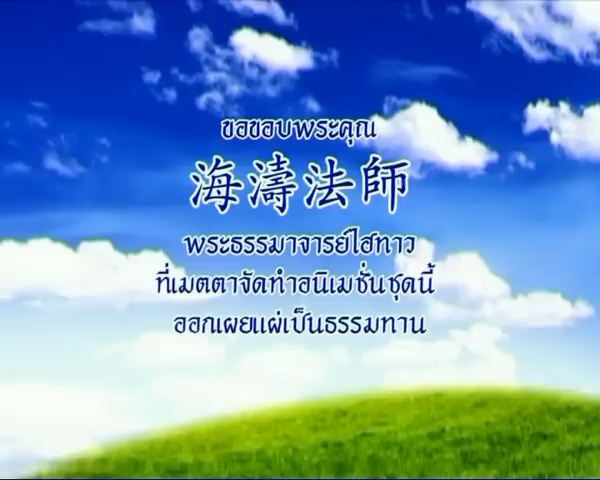 ขอขอบพระคุณ
海濤法師
พระธรรมาจารย์ไฮทาว
ที่เมตตาจัดทำอนิเมชั่นชุดนี้
ออกเผยแผ่เป็นธรรมทาน